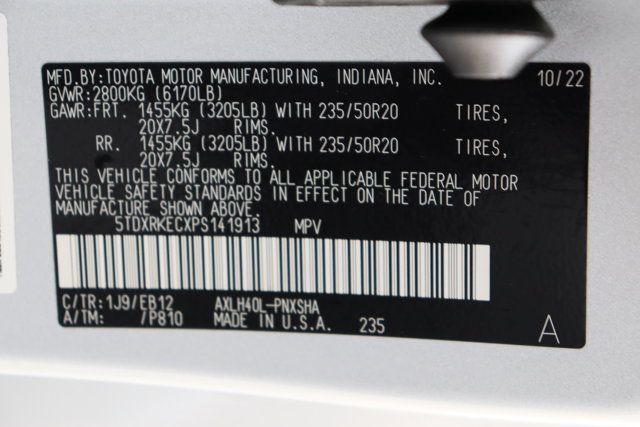 MFD.BY:TOYOTA MOTOR MANUFACTURING, INDIANA, INC. 10/22
GVWR:2800KG (6170LB)
GAWR:FRT. 1455KG (3205LB) WITH 235/50R20 TIRES,
20X7.5J RIMS.
RR. 1455KG (3205LB) WITH 235/50R20 TIRES,
20X7.5J RIMS.
THIS VEHICLE CONFORMS TO ALL APPLICABLE FEDERAL MOTOR
VEHICLE SAFETY STANDARDS IN EFFECT ON THE DATE OF
MANUFACTURE SHOWN ABOVE.
5TDXRKECXPS141913 MPV
C/TR:1J9/EB12 AXLH40L-PNXSHA
A/TM: /P810 MADE IN U.S.A. 235 A